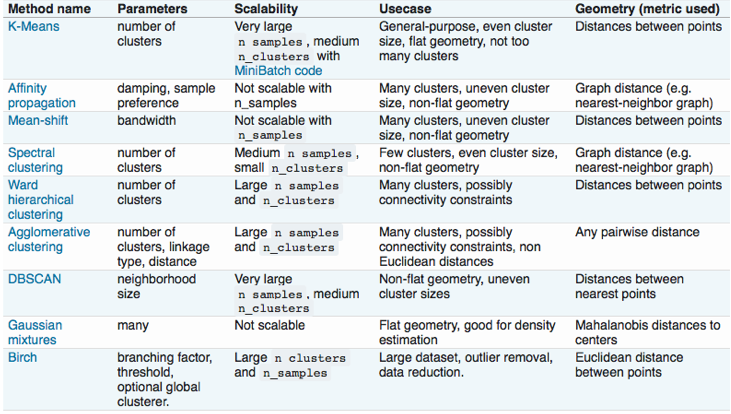 Method name Parameters Scalability Usecase Geometry (metric used)
K-Means number of Very large General-purpose, even cluster Distances between points
clusters n samples , medium size, flat geometry, not too
n_clusters with many clusters
MiniBatch code
Affinity damping, sample Not scalable with Many clusters, uneven cluster Graph distance (e.g.
propagation preference n_samples size, non-flat geometry nearest-neighbor graph)
Mean-shift bandwidth Not scalable with Many clusters, uneven cluster Distances between points
n_samples size, non-flat geometry
Spectral number of Medium n samples , Few clusters, even cluster size, Graph distance (e.g.
clustering clusters small n_clusters non-flat geometry nearest-neighbor graph)
Ward number of Large n samples Many clusters, possibly Distances between points
hierarchical clusters and n_clusters connectivity constraints
clustering
Agglomerative number of Large n samples Many clusters, possibly Any pairwise distance
clustering clusters, linkage and n_clusters connectivity constraints, non
type, distance Euclidean distances
DBSCAN neighborhood Very large Non-flat geometry, uneven Distances between
size n samples , medium cluster sizes nearest points
n_clusters
Gaussian many Not scalable Flat geometry, good for density Mahalanobis distances to
mixtures estimation centers
Birch branching factor, Large n clusters Large dataset, outlier removal, Euclidean distance
threshold, and n_samples data reduction. between points
optional global
clusterer.